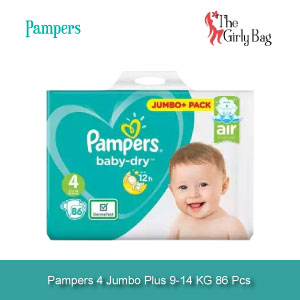 Pampers
The
Girly Bag
JUMBO+ PACK
air
Pampers
baby-dry
12h
4
86
Pampers 4 Jumbo Plus 9-14 KG 86 Pcs